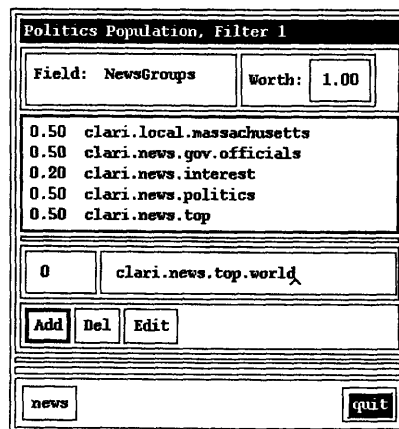 Politics Population, Filter 1
Field: NewsGroups Worth: 1.00
0.50 clari.local.massachusetts
0.50 clari.news.gov.officials
0.20 clari.news.interest
0.50 clari.news.politics
0.50 clari.news.top
0 clari.news.top.world
Add Del Edit
news quit